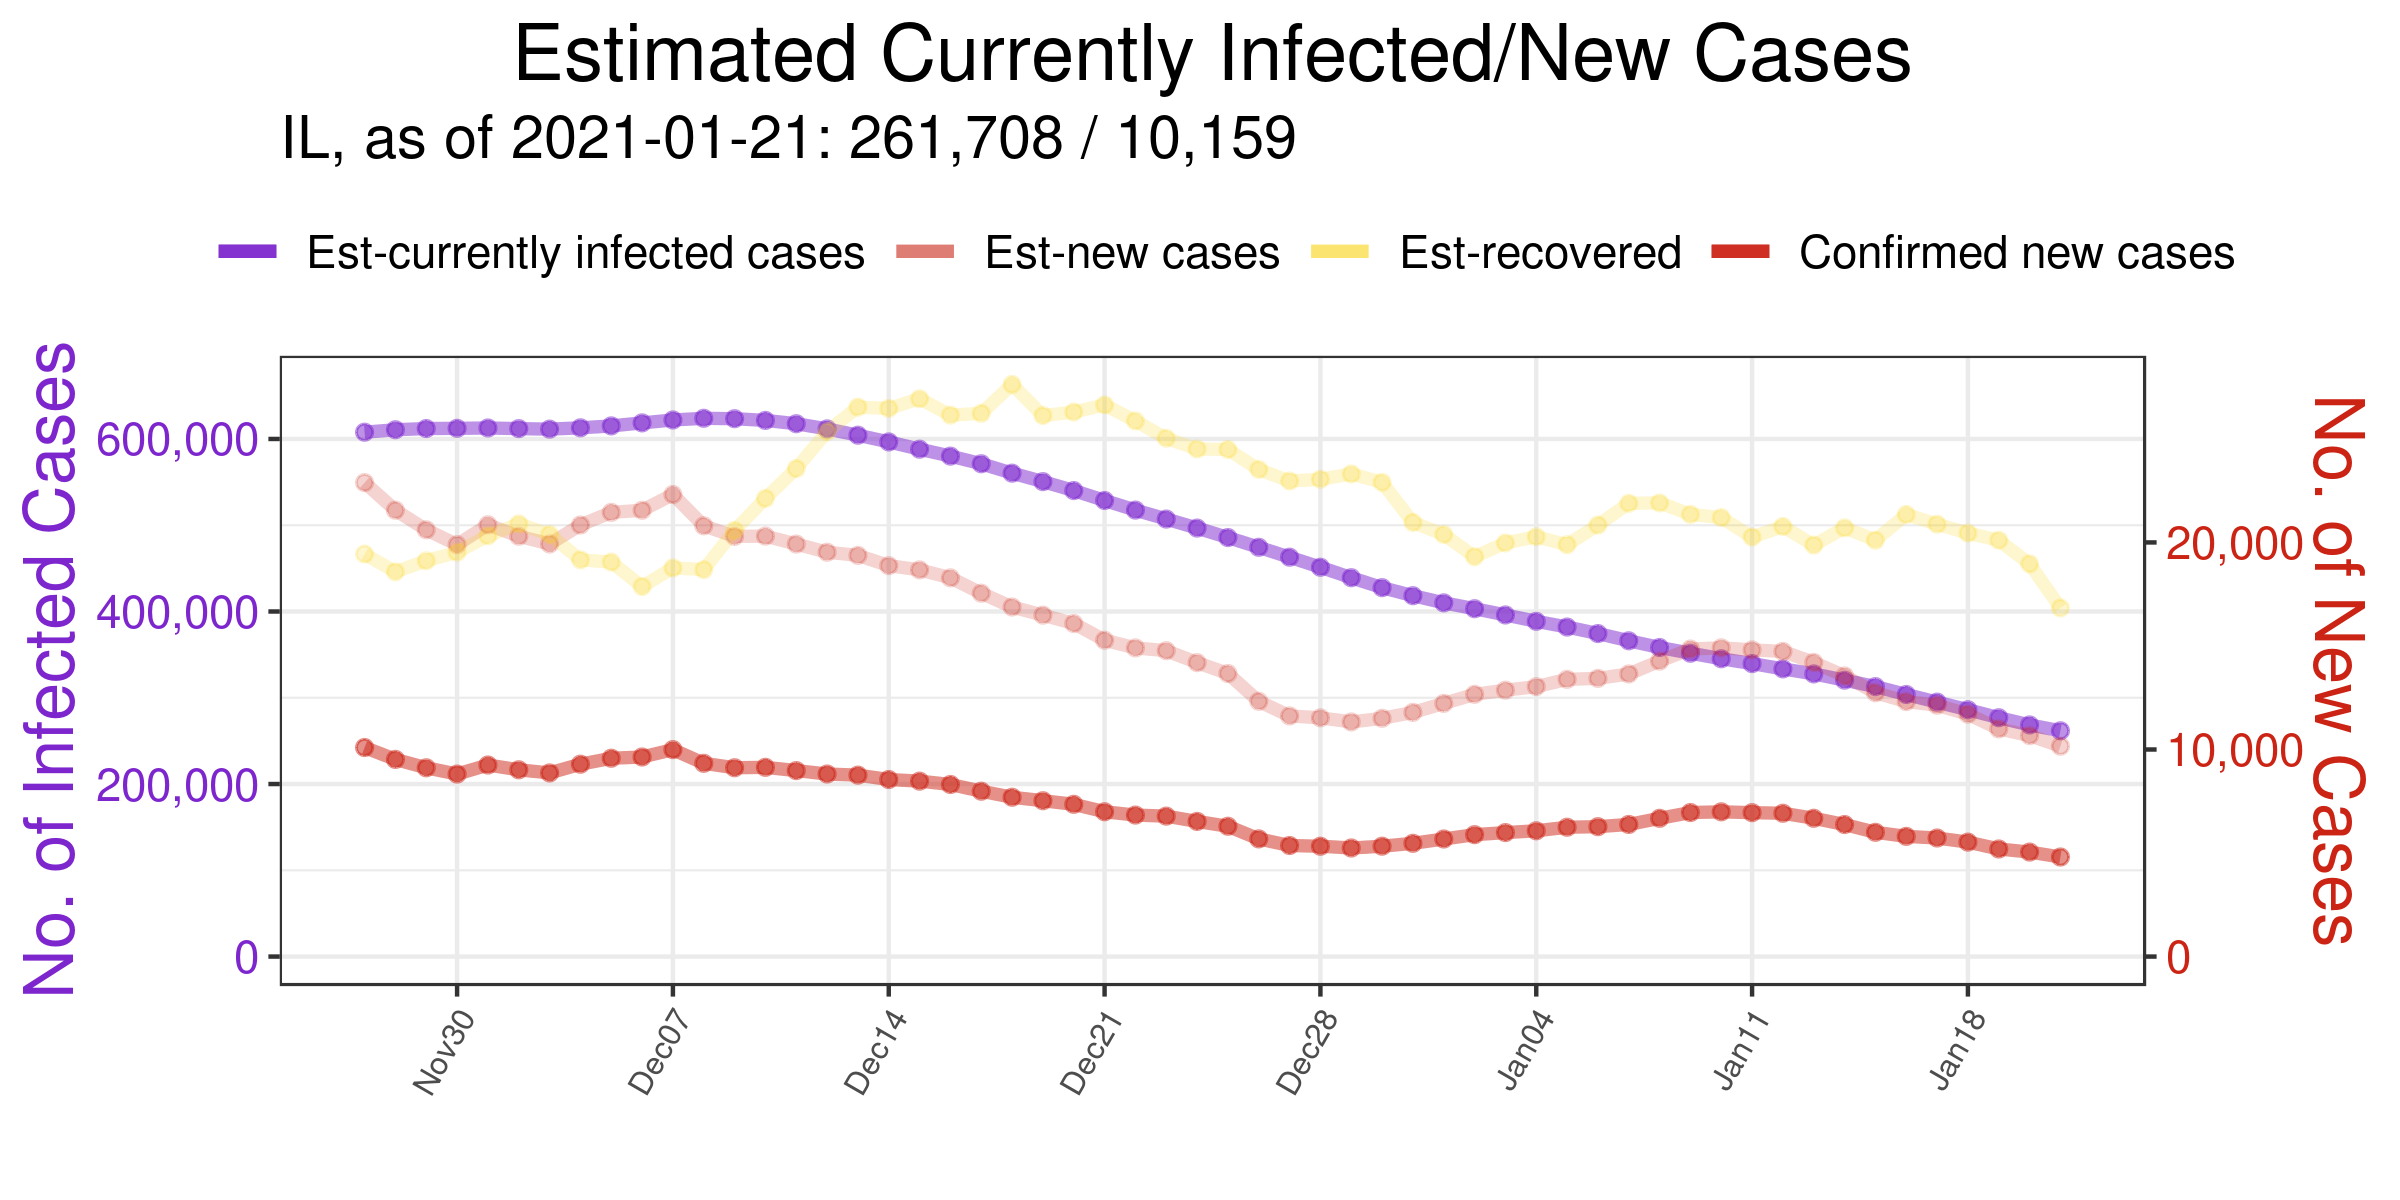 Estimated Currently Infected/New Cases
IL, as of 2021-01-21: 261,708 / 10,159
Est-currently infected cases Est-new cases Est-recovered Confirmed new cases
No. of Infected Cases
600,000
400,000
200,000
0
20,000
10,000
0
No. of New Cases
Nov30 Dec07 Dec14 Dec21 Dec28 Jan04 Jan11 Jan18